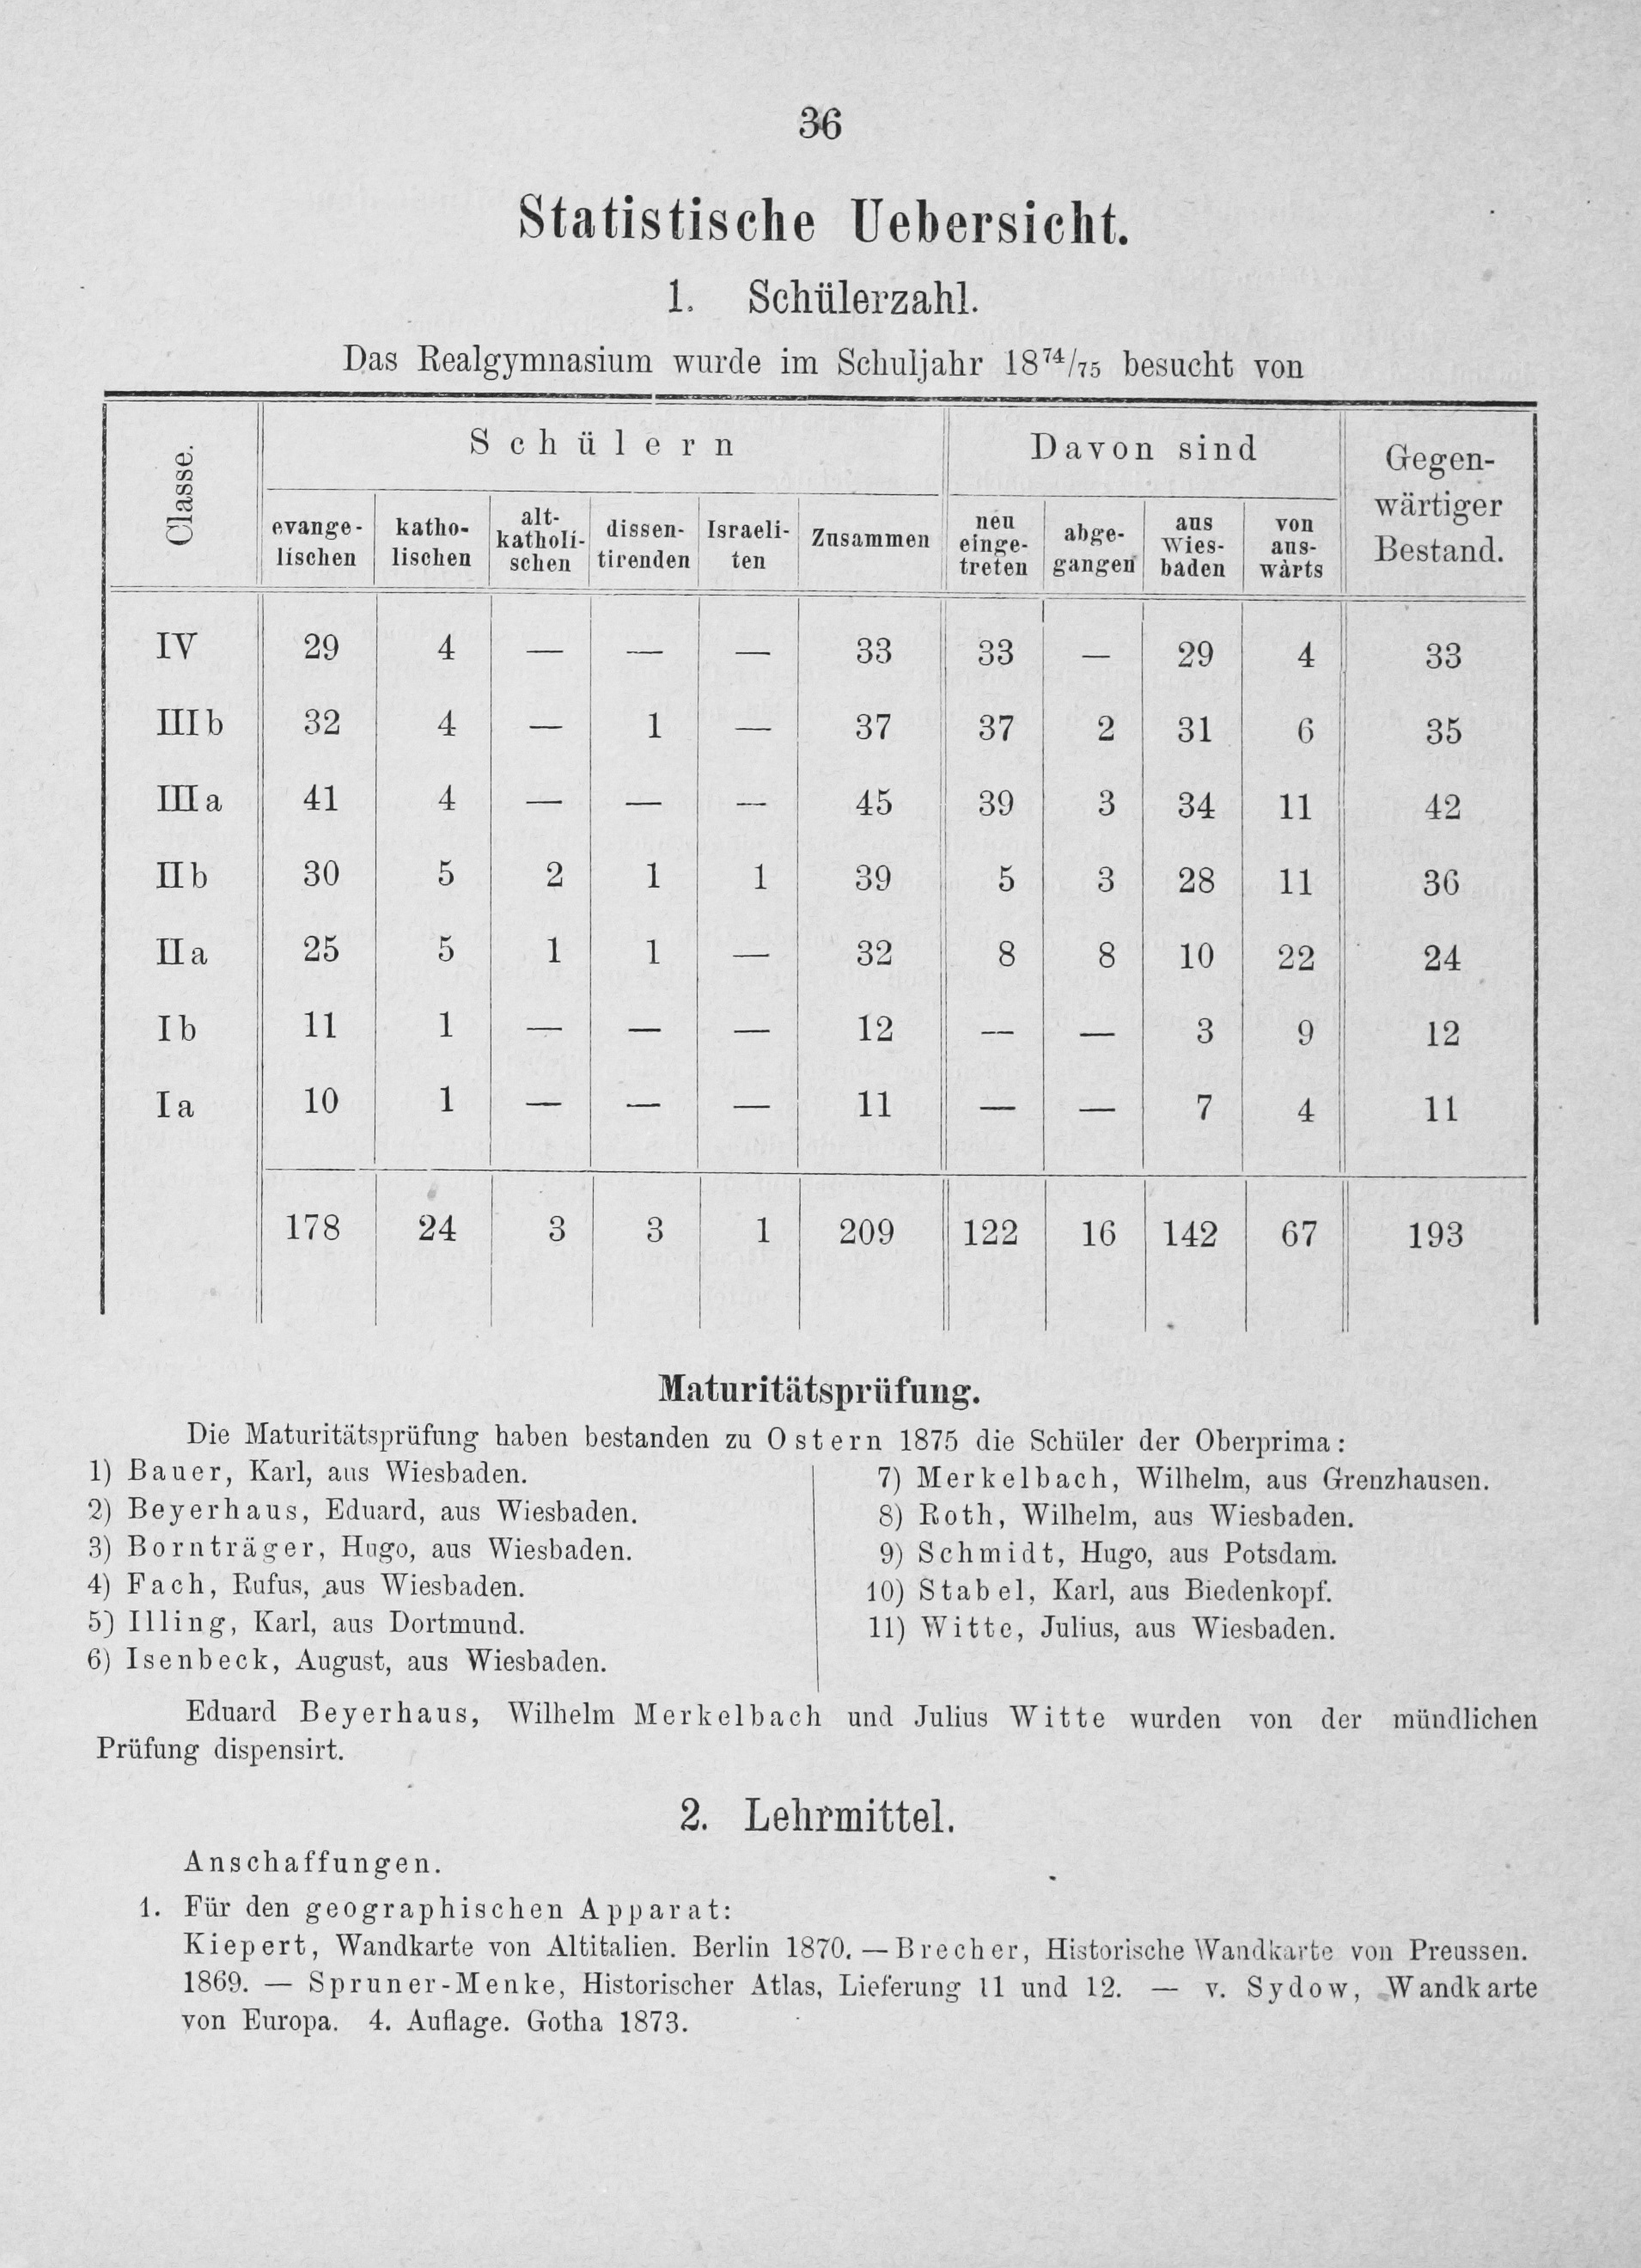 36
Statistische Uebersicht.
1. Schülerzahl.
Das Realgymnasium wurde im Schuljahr 18⁷⁴/₇₅ besucht von
Classe. Schülern Davon sind Gegen-
wärtiger
Bestand.
evange-
lischen katho-
lischen alt-
katholi-
schen dissen-
tirenden Israeli-
ten Zusammen neu
einge-
treten abge-
gangen aus
Wies-
baden von
aus-
wärts
IV 29 4 — — — 33 33 — 29 4 33
IIIb 32 4 — 1 — 37 37 2 31 6 35
IIIa 41 4 — — — 45 39 3 34 11 42
IIb 30 5 2 1 1 39 5 3 28 11 36
IIa 25 5 1 1 — 32 8 8 10 22 24
Ib 11 1 — — — 12 — — 3 9 12
Ia 10 1 — — — 11 — — 7 4 11
178 24 3 3 1 209 122 16 142 67 193
Maturitätsprüfung.
Die Maturitätsprüfung haben bestanden zu Ostern 1875 die Schüler der Oberprima:
1) Bauer, Karl, aus Wiesbaden.
2) Beyerhaus, Eduard, aus Wiesbaden.
3) Bornträger, Hugo, aus Wiesbaden.
4) Fach, Rufus, aus Wiesbaden.
5) Illing, Karl, aus Dortmund.
6) Isenbeck, August, aus Wiesbaden.
7) Merkelbach, Wilhelm, aus Grenzhausen.
8) Roth, Wilhelm, aus Wiesbaden.
9) Schmidt, Hugo, aus Potsdam.
10) Stabel, Karl, aus Biedenkopf.
11) Witte, Julius, aus Wiesbaden.
Eduard Beyerhaus, Wilhelm Merkelbach und Julius Witte wurden von der mündlichen
Prüfung dispensirt.
2. Lehrmittel.
Anschaffungen.
1. Für den geographischen Apparat:
Kiepert, Wandkarte von Altitalien. Berlin 1870. — Brecher, Historische Wandkarte von Preussen.
1869. — Spruner-Menke, Historischer Atlas, Lieferung 11 und 12. — v. Sydow, Wandkarte
von Europa. 4. Auflage. Gotha 1873.